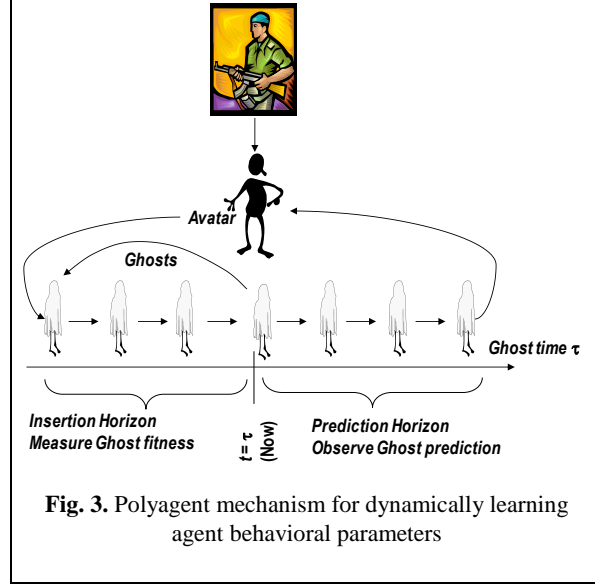 Avatar
Ghosts
Ghost time τ
Insertion Horizon
Measure Ghost fitness
t = τ
(Now)
Prediction Horizon
Observe Ghost prediction
Fig. 3. Polyagent mechanism for dynamically learning
agent behavioral parameters